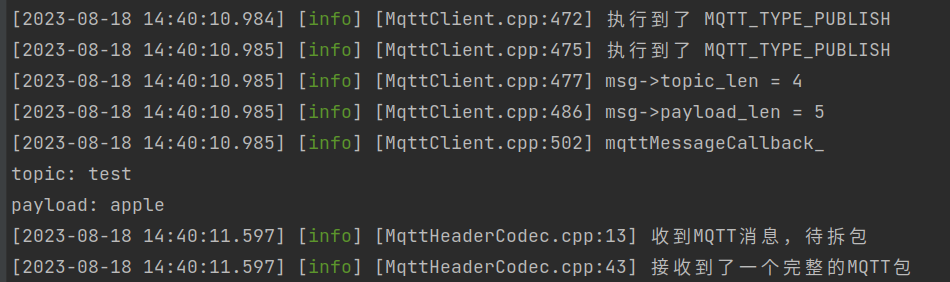 [2023-08-18 14:40:10.984] [info] [MqttClient.cpp:472] 执行到了 MQTT_TYPE_PUBLISH
[2023-08-18 14:40:10.985] [info] [MqttClient.cpp:475] 执行到了 MQTT_TYPE_PUBLISH
[2023-08-18 14:40:10.985] [info] [MqttClient.cpp:477] msg->topic_len = 4
[2023-08-18 14:40:10.985] [info] [MqttClient.cpp:486] msg->payload_len = 5
[2023-08-18 14:40:10.985] [info] [MqttClient.cpp:502] mqttMessageCallback_
topic: test
payload: apple
[2023-08-18 14:40:11.597] [info] [MqttHeaderCodec.cpp:13] 收到MQTT消息，待拆包
[2023-08-18 14:40:11.597] [info] [MqttHeaderCodec.cpp:43] 接收到了一个完整的MQTT包